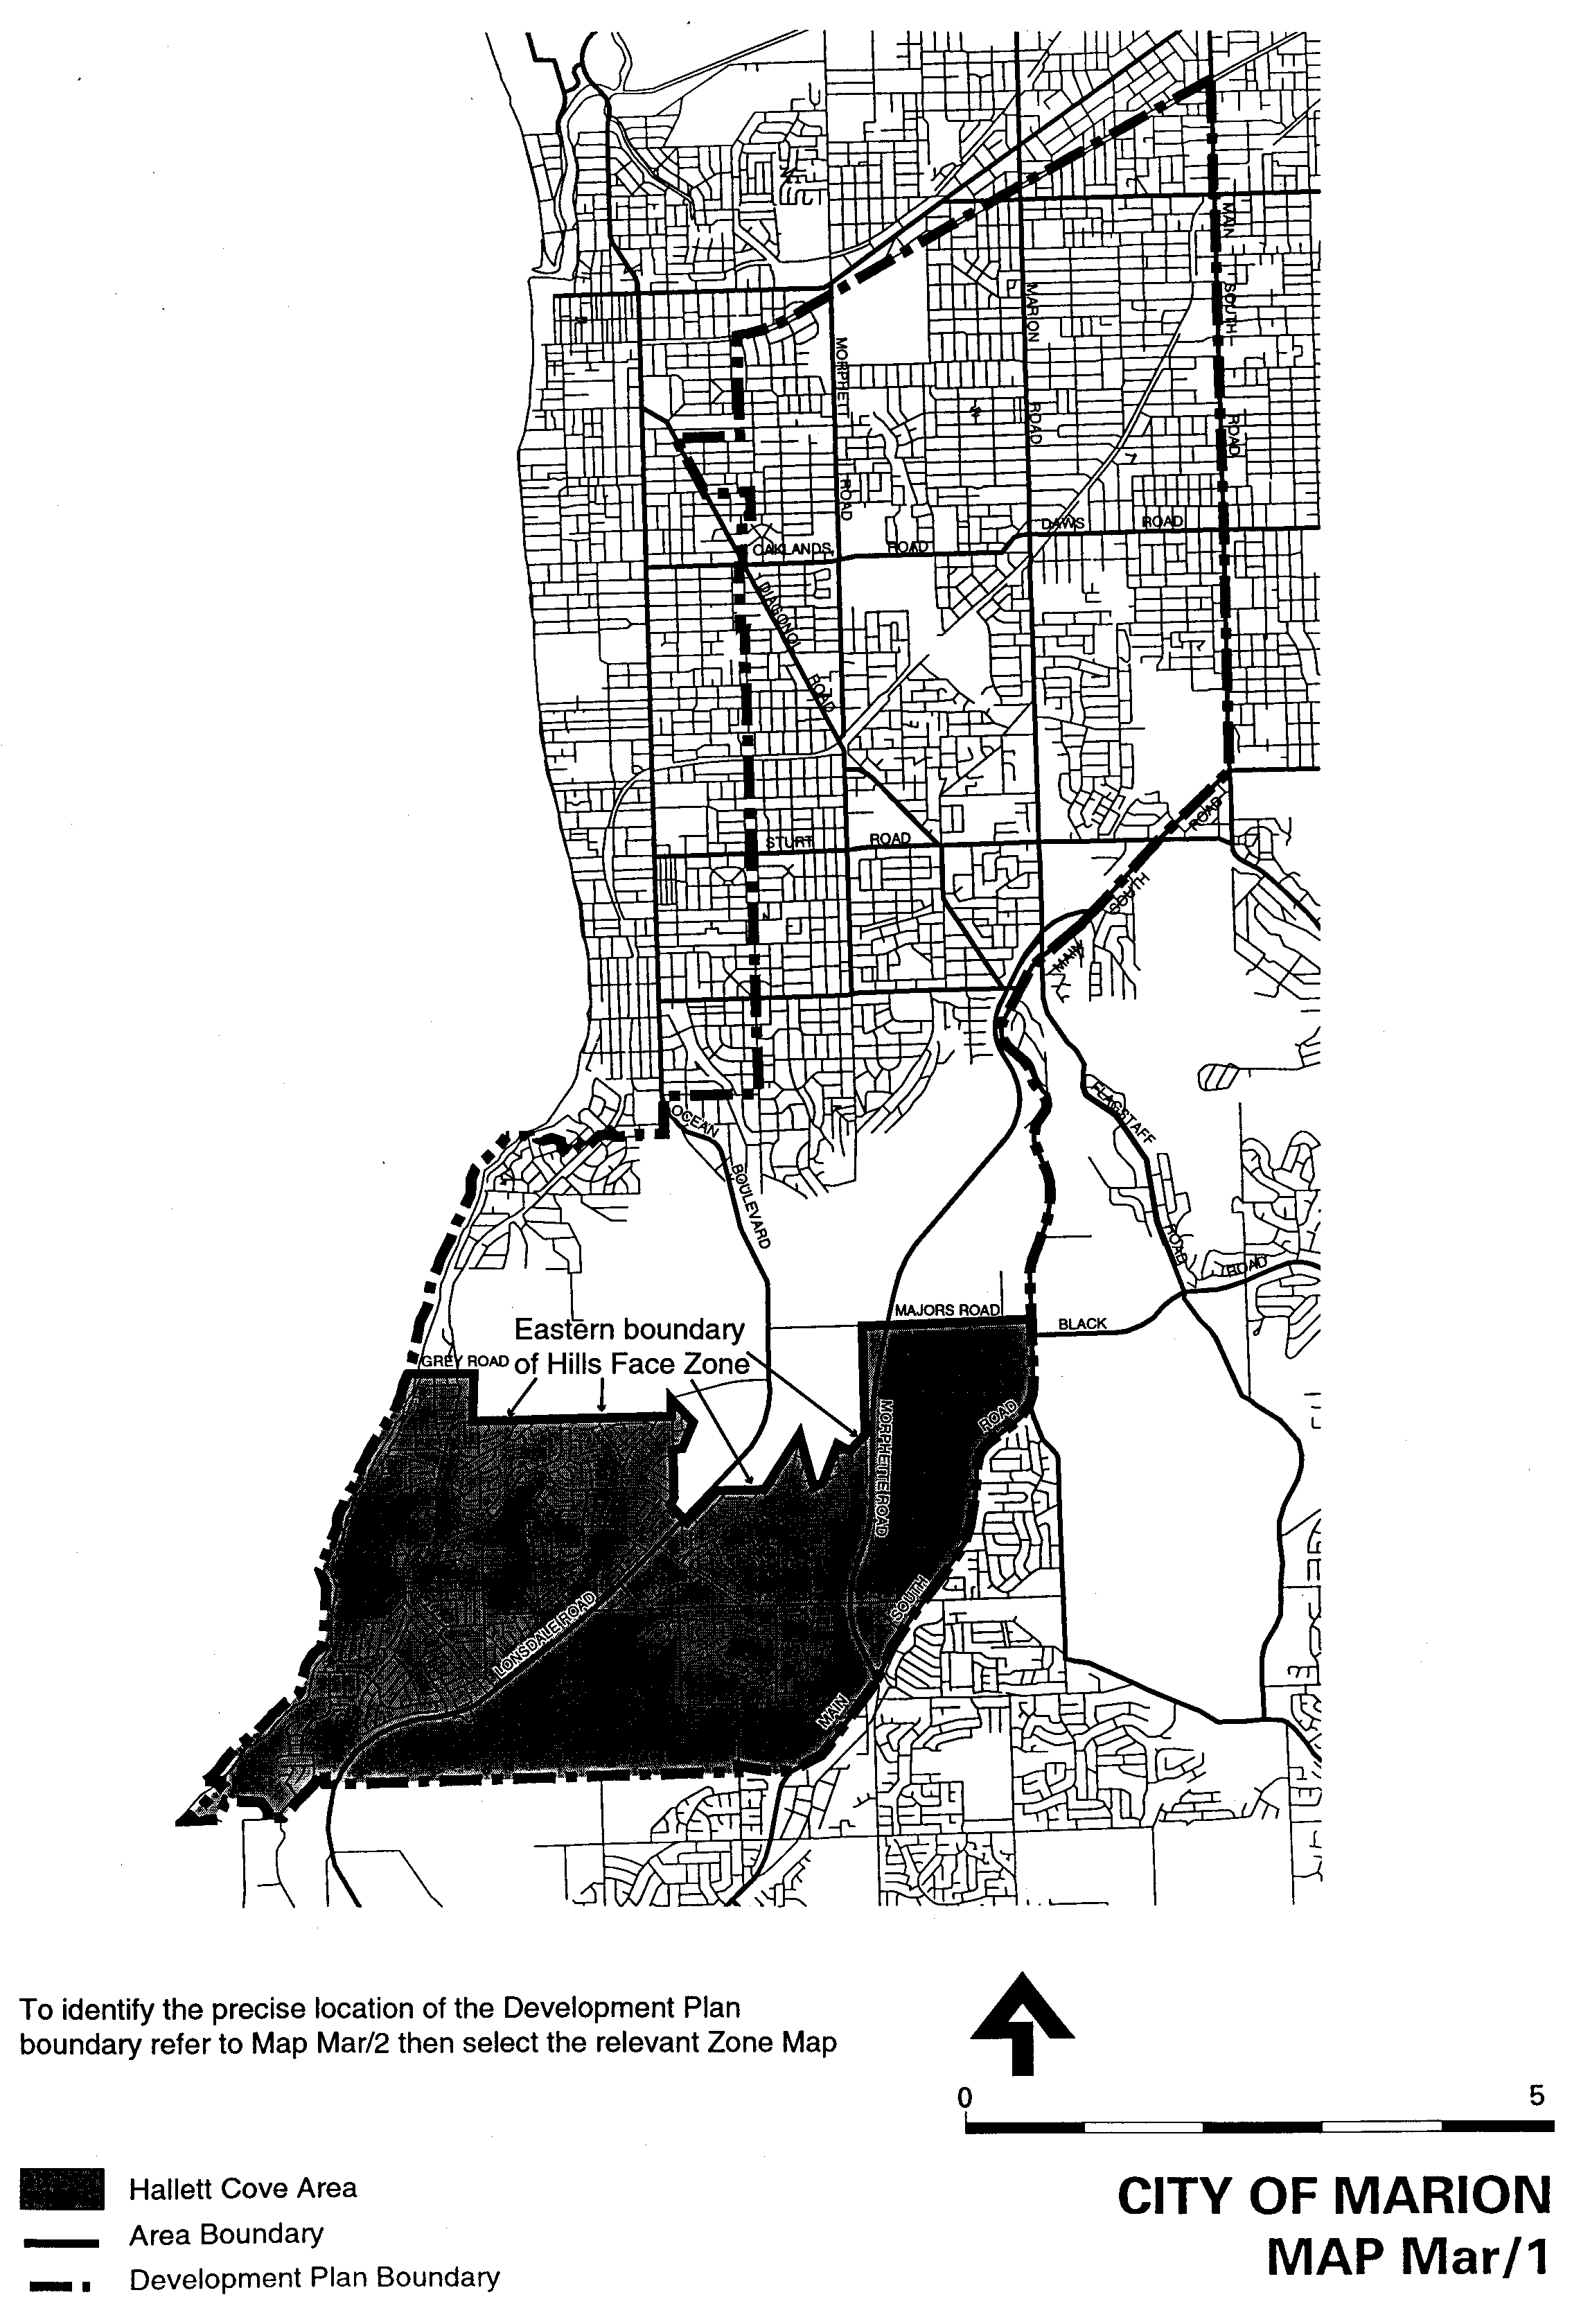 MAIN
SOUTH
ROAD
MARION
ROAD
MORPHETT
ROAD
DAWS ROAD
OAKLANDS ROAD
DIAGONOL
ROAD
STURT ROAD
ROAD
SOUTH
MAIN
OCEAN
BOULEVARD
FLAGSTAFF
ROAD
ROAD
MAJORS ROAD
BLACK
Eastern boundary
of Hills Face Zone
GREY ROAD
MORPHETTE ROAD
ROAD
SOUTH
MAIN
LONSDALE ROAD
To identify the precise location of the Development Plan
boundary refer to Map Mar/2 then select the relevant Zone Map
0 5
Hallett Cove Area
Area Boundary
Development Plan Boundary
CITY OF MARION
MAP Mar/1